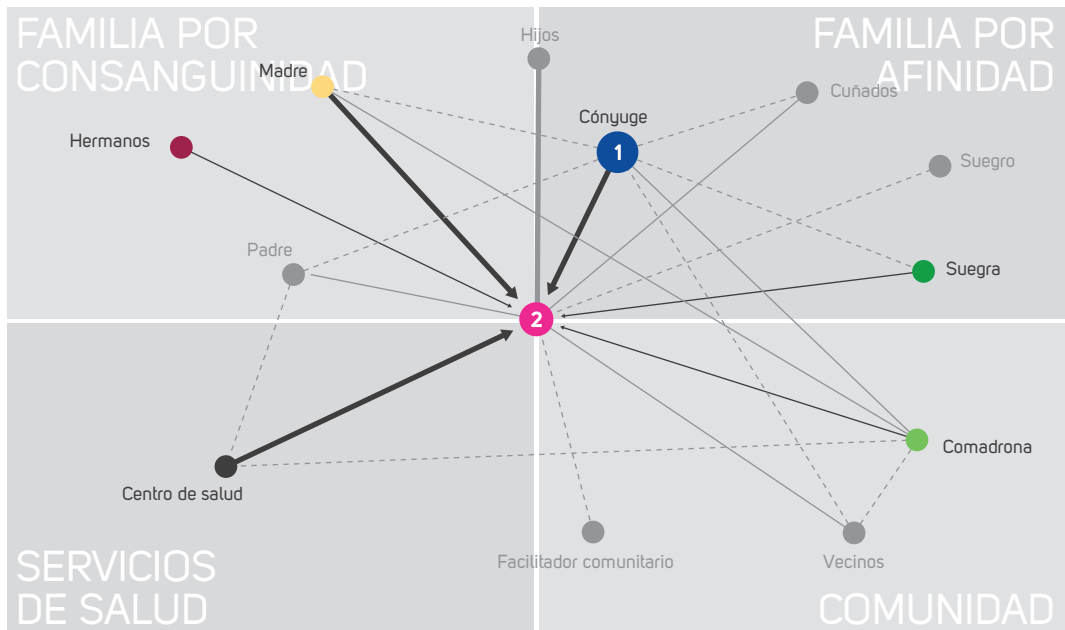 FAMILIA POR
CONSANGUINIDAD
FAMILIA POR
AFINIDAD
Hijos
Madre
Cuñados
Cónyuge
1
Hermanos
Suegro
Padre
Suegra
2
Comadrona
Centro de salud
Facilitador comunitario
Vecinos
SERVICIOS
DE SALUD
COMUNIDAD